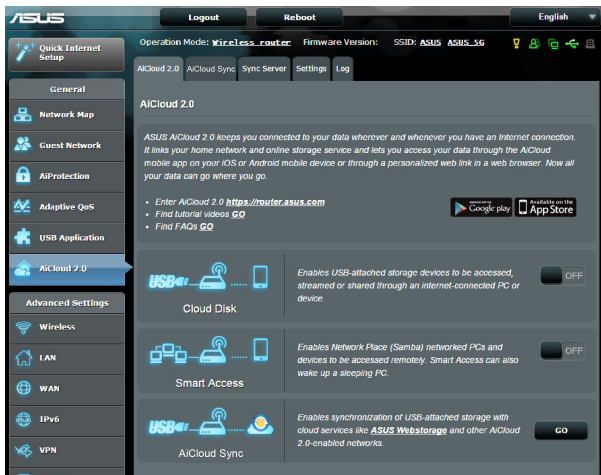 ASUS
Logout
Reboot
English
Quick Internet
Setup
Operation Mode: Wireless router Firmware Version: SSID: ASUS ASUS_5G
AiCloud 2.0
AiCloud Sync
Sync Server
Settings
Log
General
Network Map
Guest Network
AiProtection
Adaptive QoS
USB Application
AiCloud 2.0
Advanced Settings
Wireless
LAN
WAN
IPv6
VPN
AiCloud 2.0
ASUS AiCloud 2.0 keeps you connected to your data wherever and whenever you have an Internet connection.
It links your home network and online storage service and lets you access your data through the AiCloud
mobile app on your iOS or Android mobile device or through a personalized web link in a web browser. Now all
your data can go where you go.
• Enter AiCloud 2.0 https://router.asus.com
• Find tutorial videos GO
• Find FAQs GO
Google play
Available on the
App Store
USB
Cloud Disk
Enables USB-attached storage devices to be accessed,
streamed or shared through an internet-connected PC or
device.
OFF
Smart Access
Enables Network Place (Samba) networked PCs and
devices to be accessed remotely. Smart Access can also
wake up a sleeping PC.
OFF
USB
AiCloud Sync
Enables synchronization of USB-attached storage with
cloud services like ASUS Webstorage and other AiCloud
2.0-enabled networks.
GO